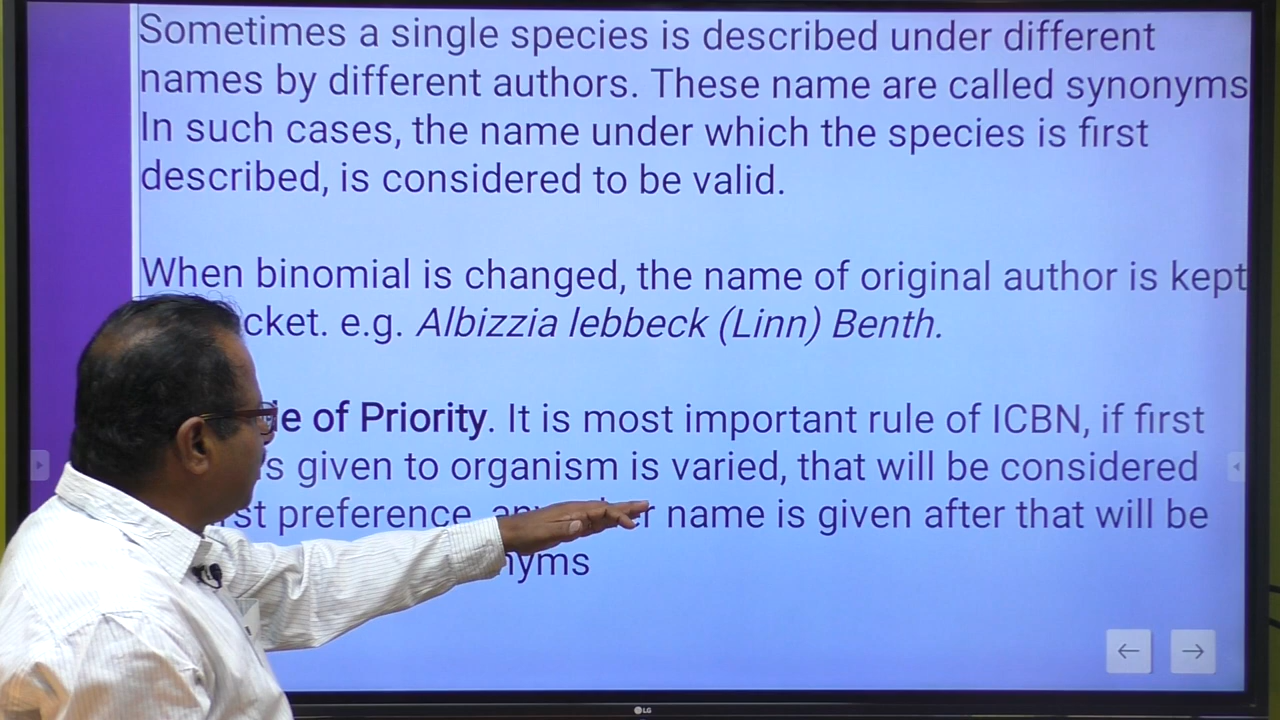 Sometimes a single species is described under different
names by different authors. These name are called synonyms
In such cases, the name under which the species is first
described, is considered to be valid.
When binomial is changed, the name of original author is kept
cket. e.g. Albizzia lebbeck (Linn) Benth.
le of Priority. It is most important rule of ICBN, if first
's given to organism is varied, that will be considered
st preference name is given after that will be
nyms
LG